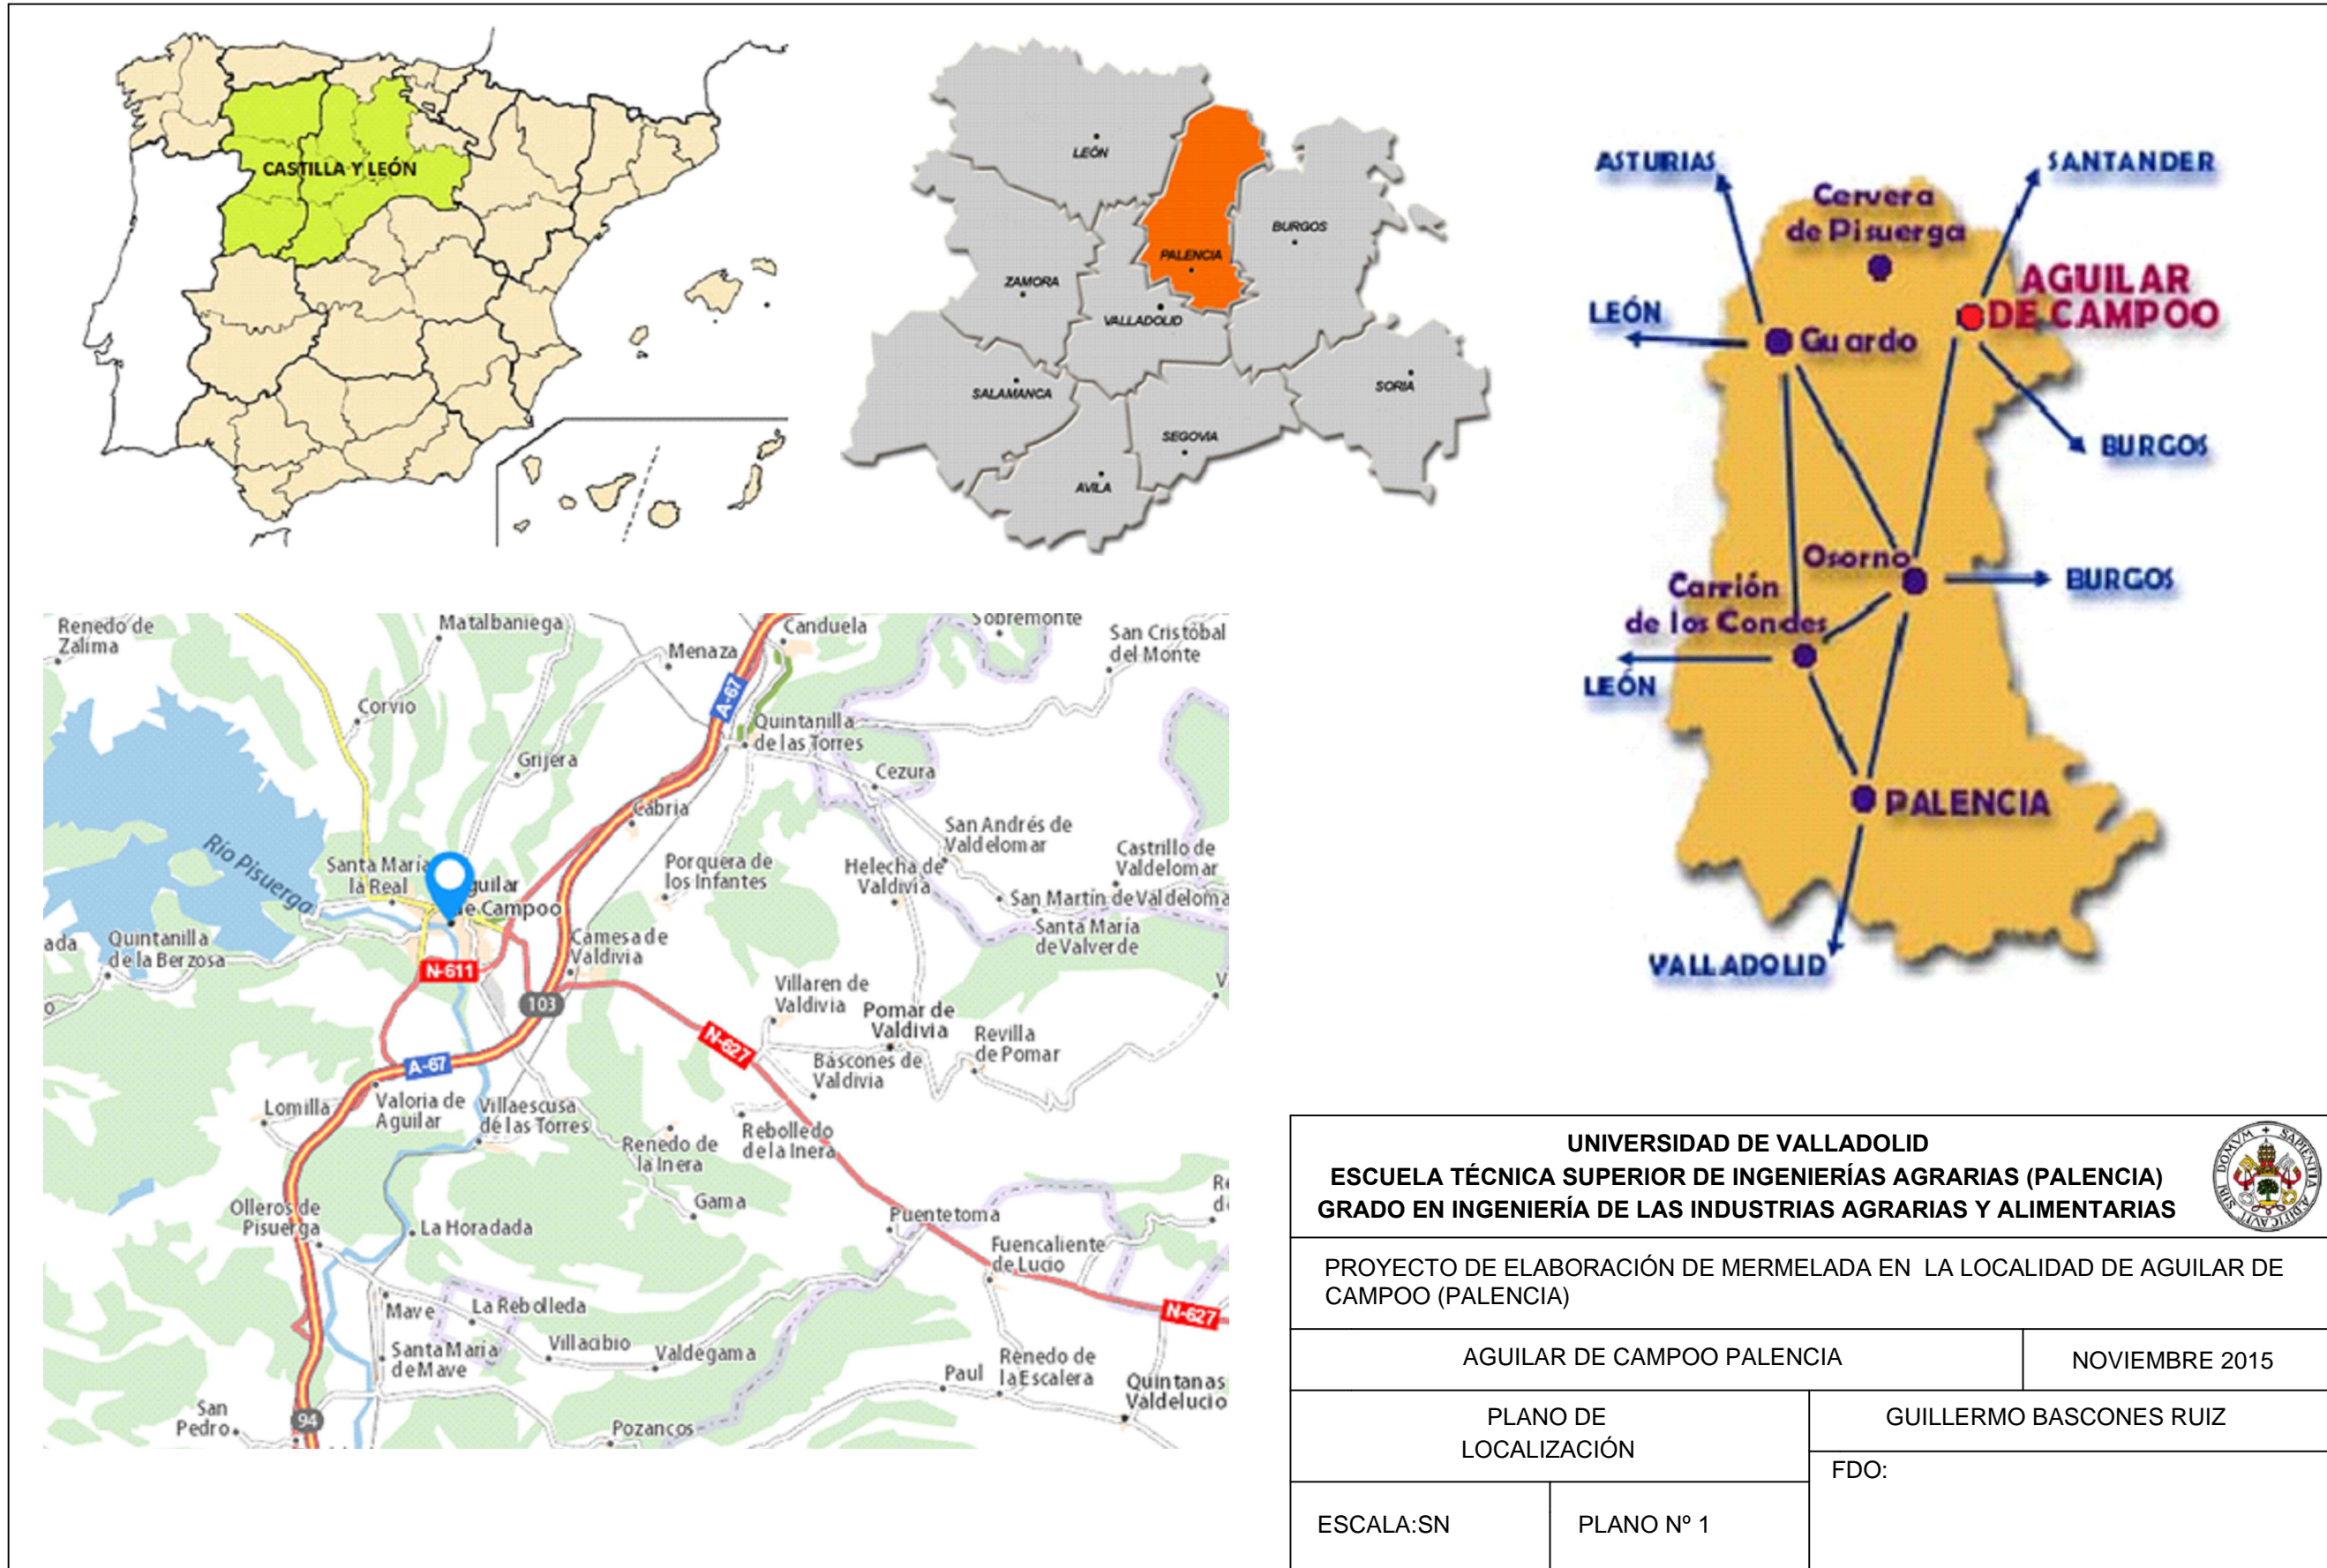 CASTILLA Y LEÓN
LEÓN
BURGOS
PALENCIA
ZAMORA
VALLADOLID
SALAMANCA
SORIA
SEGOVIA
AVILA
ASTURIAS
SANTANDER
Cervera
de Pisuerga
AGUILAR
DE CAMPOO
LEÓN
Guardo
BURGOS
Osorno
BURGOS
Carrión
de los Condes
LEÓN
PALENCIA
VALLADOLID
Renedo de
Zalima
Matalbaniega
Menaza
Canduela
Sobremonte
San Cristóbal
del Monte
A-67
Corvio
Quintanilla
de las Torres
Grijera
Cezura
Cabria
San Andrés de
Valdelomar
Castrillo de
Valdelomar
Río Pisuerga
Santa María
la Real
guilar
de Campoo
Porquera de
los Infantes
Helecha de
Valdivia
San Martín de Valdeloma
Santa María
de Valverde
ada
Quintanilla
de la Berzosa
Camesa de
Valdivia
N-611
103
Villaren de
Valdivia
Pomar de
Valdivia
Revilla
de Pomar
N-627
Báscones de
Valdivia
A-67
Lomilla
Valoria de
Aguilar
Villaescusa
de las Torres
Renedo de
la Inera
Rebolledo
de la Inera
Gama
Olleros de
Pisuerga
La Horadada
Puentetoma
Fuencaliente
de Lucio
Mave
La Rebolleda
N-627
Santa María
de Mave
Villacibio
Valdegama
Paul
Renedo de
la Escalera
Quintanas
Valdelucio
San
Pedro
94
Pozancos
UNIVERSIDAD DE VALLADOLID
ESCUELA TÉCNICA SUPERIOR DE INGENIERÍAS AGRARIAS (PALENCIA)
GRADO EN INGENIERÍA DE LAS INDUSTRIAS AGRARIAS Y ALIMENTARIAS
SAPIENTIA ÆDIFICAVIT SIBI DOMVM
PROYECTO DE ELABORACIÓN DE MERMELADA EN LA LOCALIDAD DE AGUILAR DE
CAMPOO (PALENCIA)
AGUILAR DE CAMPOO PALENCIA
NOVIEMBRE 2015
PLANO DE
LOCALIZACIÓN
GUILLERMO BASCONES RUIZ
FDO:
ESCALA:SN
PLANO Nº 1